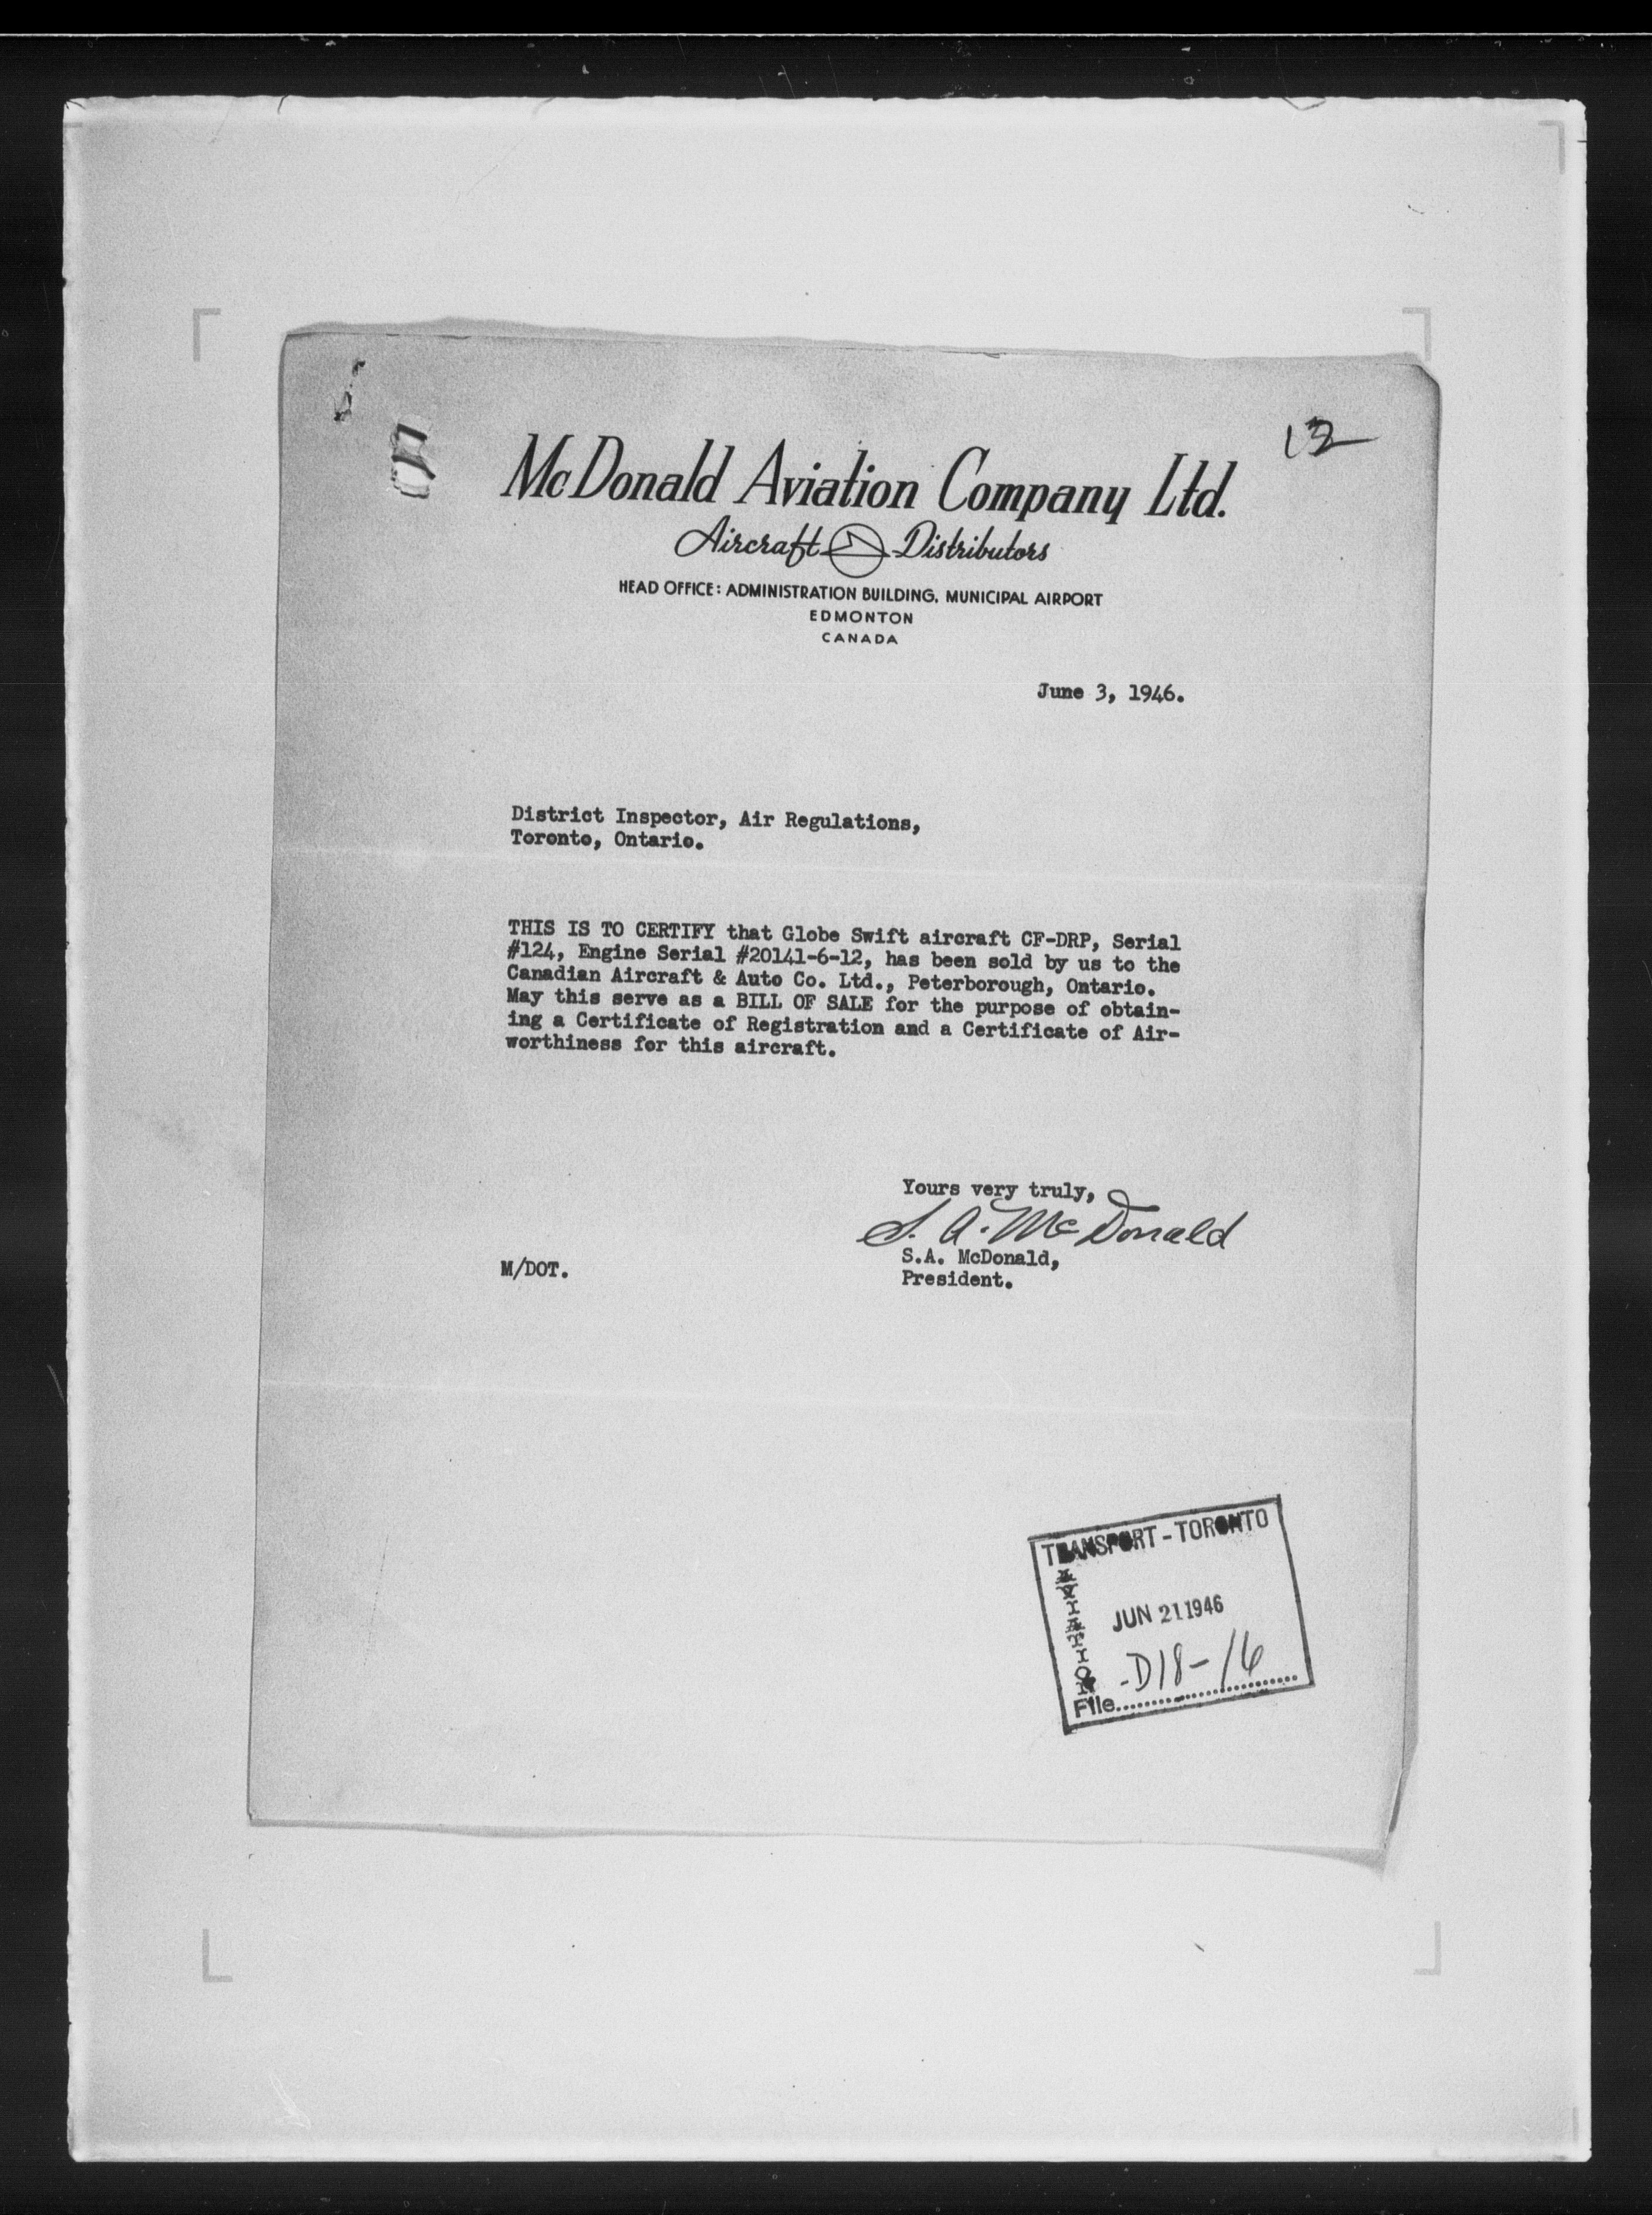 12
McDonald Aviation Company Ltd.
Aircraft Distributors
HEAD OFFICE: ADMINISTRATION BUILDING, MUNICIPAL AIRPORT
EDMONTON
CANADA
June 3, 1946.
District Inspector, Air Regulations,
Toronto, Ontario.
THIS IS TO CERTIFY that Globe Swift aircraft CF-DRP, Serial
#124, Engine Serial #20141-6-12, has been sold by us to the
Canadian Aircraft & Auto Co. Ltd., Peterborough, Ontario.
May this serve as a BILL OF SALE for the purpose of obtain-
ing a Certificate of Registration and a Certificate of Air-
worthiness for this aircraft.
Yours very truly,
S. A. McDonald
S.A. McDonald,
President.
M/DOT.
TRANSPORT - TORONTO
JUN 21 1946
-D18-16
File